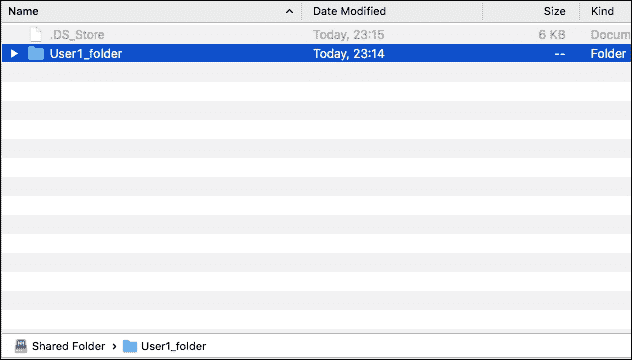 Name Date Modified Size Kind
.DS_Store Today, 23:15 6 KB Docum
User1_folder Today, 23:14 -- Folder
Shared Folder › User1_folder